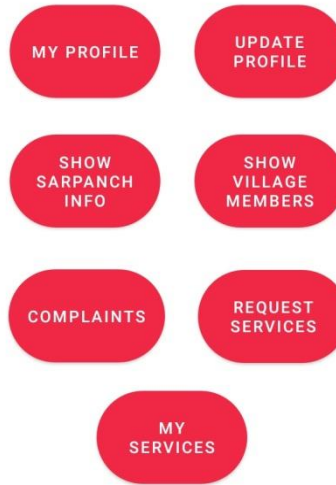 MY PROFILE
UPDATE
PROFILE
SHOW
SARPANCH
INFO
SHOW
VILLAGE
MEMBERS
COMPLAINTS
REQUEST
SERVICES
MY
SERVICES